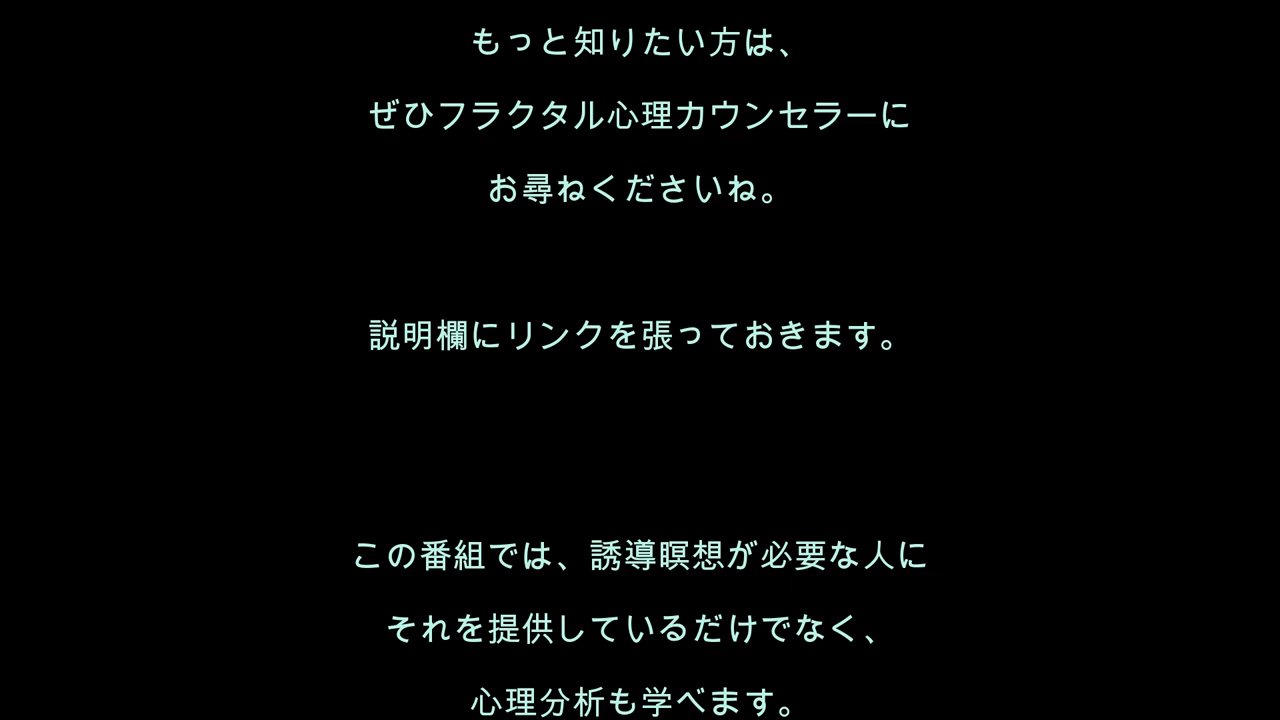 もっと知りたい方は、
ぜひフラクタル心理カウンセラーに
お尋ねくださいね。
説明欄にリンクを張っておきます。
この番組では、誘導瞑想が必要な人に
それを提供しているだけでなく、
心理分析も学べます。